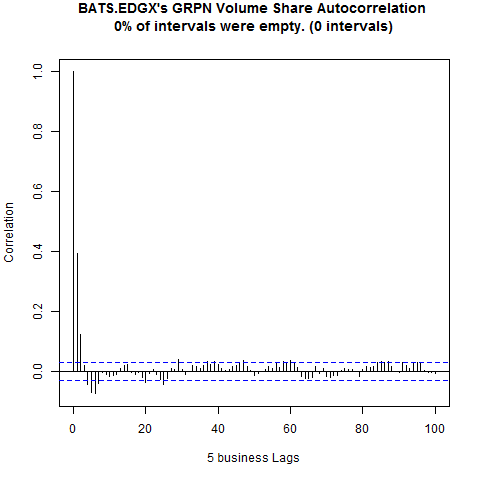 BATS.EDGX's GRPN Volume Share Autocorrelation
0% of intervals were empty. (0 intervals)
Correlation
1.0
0.8
0.6
0.4
0.2
0.0
0 20 40 60 80 100
5 business Lags